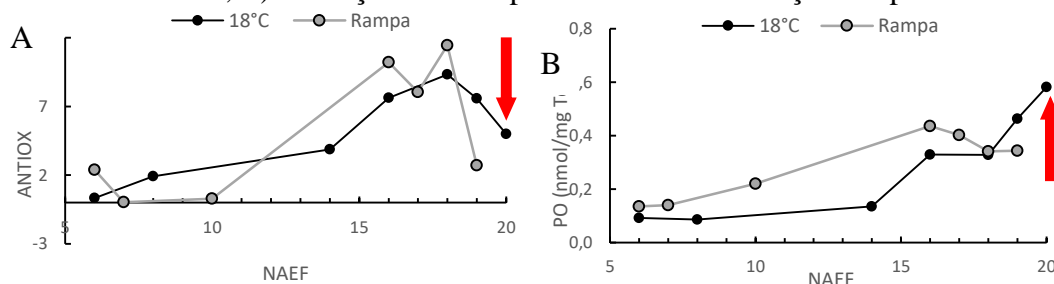 18°C Rampa
A
7
2
-3
5 10 15 20
ANTIOX
NAEF
18°C Rampa
B
0,8
,6
0,4
0,2
0,0
5 10 15 20
PO (nmol/mg
NAEF